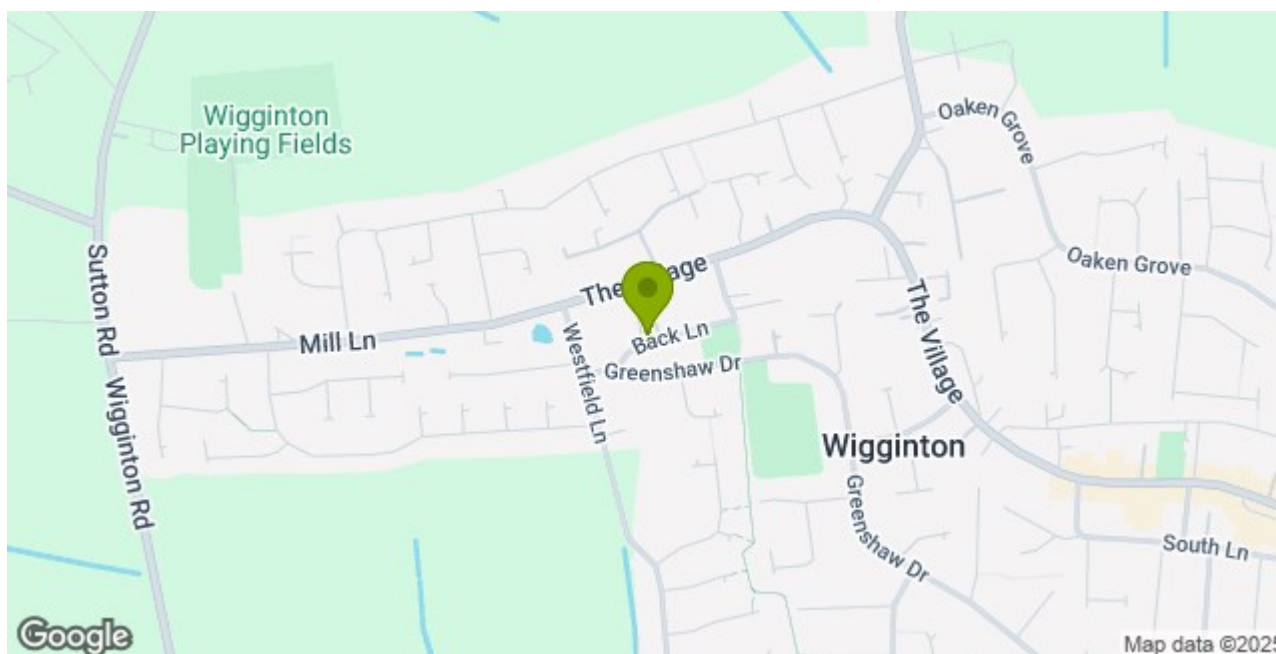 Wigginton
Playing Fields
Oaken Grove
Oaken Grove
Sutton Rd
The Village
The Village
Mill Ln
Back Ln
Greenshaw Dr
Westfield Ln
Wigginton Rd
Wigginton
Greenshaw Dr
South Ln
Google
Map data ©2025